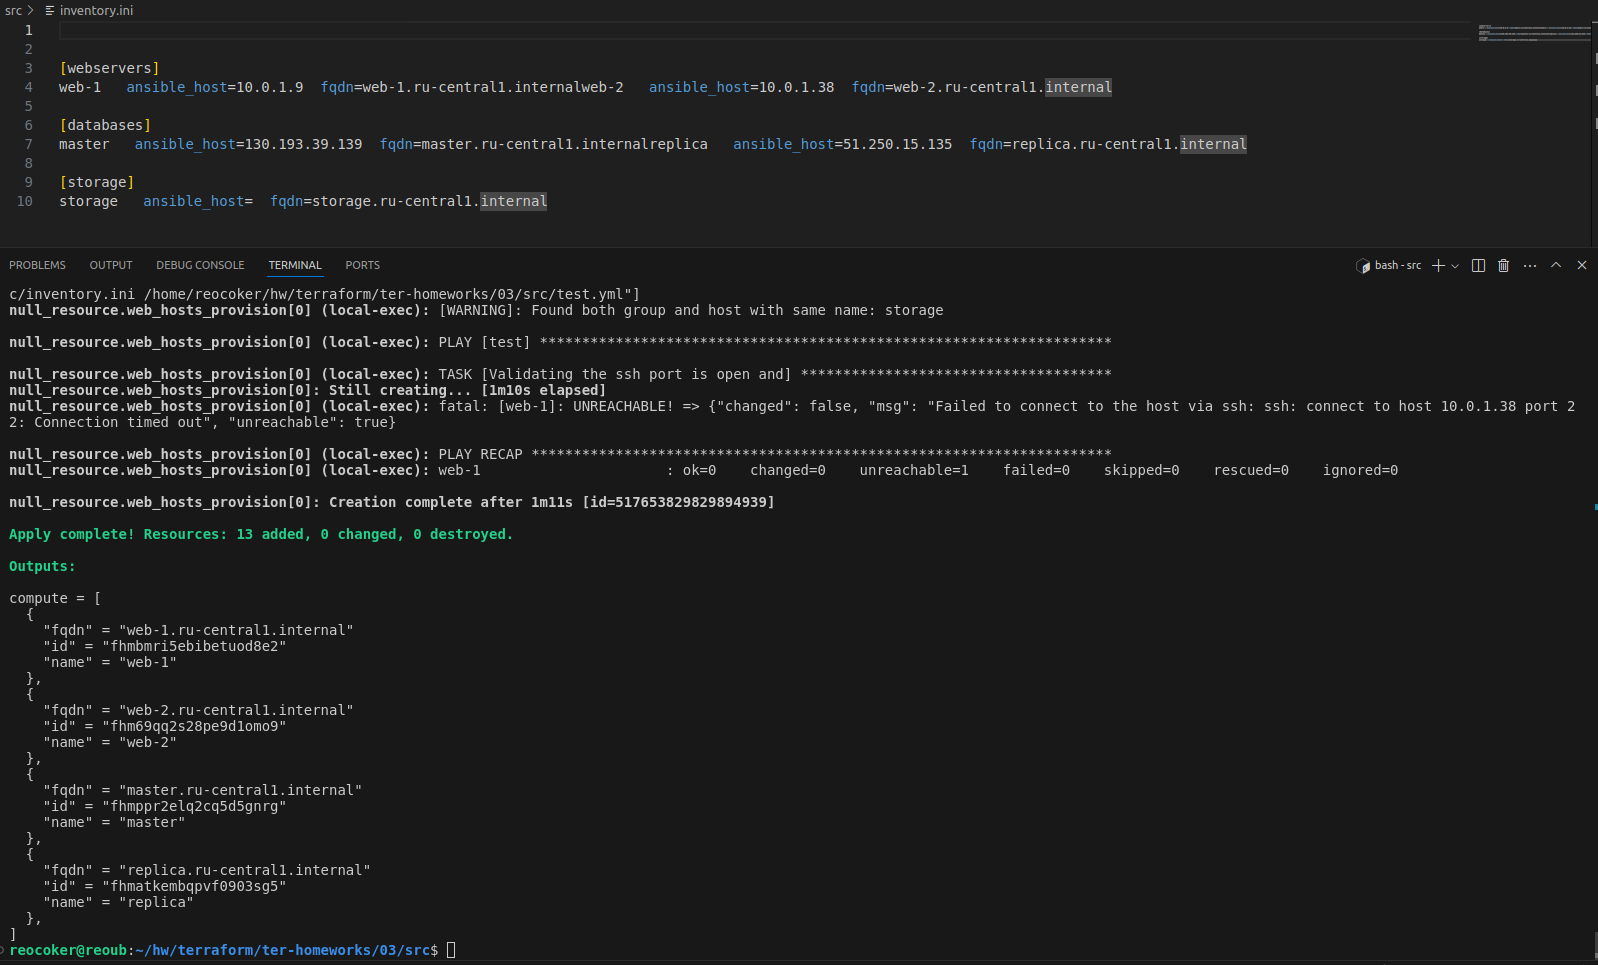 src > inventory.ini
1
2
3 [webservers]
4 web-1   ansible_host=10.0.1.9  fqdn=web-1.ru-central1.internalweb-2   ansible_host=10.0.1.38  fqdn=web-2.ru-central1.internal
5
6 [databases]
7 master   ansible_host=130.193.39.139  fqdn=master.ru-central1.internalreplica   ansible_host=51.250.15.135  fqdn=replica.ru-central1.internal
8
9 [storage]
10 storage   ansible_host=  fqdn=storage.ru-central1.internal
PROBLEMS OUTPUT DEBUG CONSOLE TERMINAL PORTS bash - src
c/inventory.ini /home/reocoker/hw/terraform/ter-homeworks/03/src/test.yml"]
null_resource.web_hosts_provision[0] (local-exec): [WARNING]: Found both group and host with same name: storage
null_resource.web_hosts_provision[0] (local-exec): PLAY [test] ********************************************************************
null_resource.web_hosts_provision[0] (local-exec): TASK [Validating the ssh port is open and] *************************************
null_resource.web_hosts_provision[0]: Still creating... [1m10s elapsed]
null_resource.web_hosts_provision[0] (local-exec): fatal: [web-1]: UNREACHABLE! => {"changed": false, "msg": "Failed to connect to the host via ssh: ssh: connect to host 10.0.1.38 port 2
2: Connection timed out", "unreachable": true}
null_resource.web_hosts_provision[0] (local-exec): PLAY RECAP *********************************************************************
null_resource.web_hosts_provision[0] (local-exec): web-1                      : ok=0    changed=0    unreachable=1    failed=0    skipped=0    rescued=0    ignored=0
null_resource.web_hosts_provision[0]: Creation complete after 1m11s [id=517653829829894939]
Apply complete! Resources: 13 added, 0 changed, 0 destroyed.
Outputs:
compute = [
  {
    "fqdn" = "web-1.ru-central1.internal"
    "id" = "fhmbmri5ebibetuod8e2"
    "name" = "web-1"
  },
  {
    "fqdn" = "web-2.ru-central1.internal"
    "id" = "fhm69qq2s28pe9d1omo9"
    "name" = "web-2"
  },
  {
    "fqdn" = "master.ru-central1.internal"
    "id" = "fhmppr2elq2cq5d5gnrg"
    "name" = "master"
  },
  {
    "fqdn" = "replica.ru-central1.internal"
    "id" = "fhmatkembqpvf0903sg5"
    "name" = "replica"
  },
]
reocoker@reoub:~/hw/terraform/ter-homeworks/03/src$